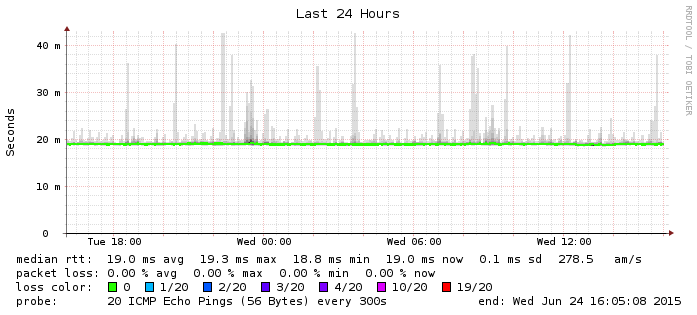 Last 24 Hours
RRDTOOL / TOBI OETIKER
Seconds
40 m
30 m
20 m
10 m
0
Tue 18:00 Wed 00:00 Wed 06:00 Wed 12:00
median rtt: 19.0 ms avg 19.3 ms max 18.8 ms min 19.0 ms now 0.1 ms sd 278.5 am/s
packet loss: 0.00 % avg 0.00 % max 0.00 % min 0.00 % now
loss color: 0 1/20 2/20 3/20 4/20 10/20 19/20
probe: 20 ICMP Echo Pings (56 Bytes) every 300s end: Wed Jun 24 16:05:08 2015